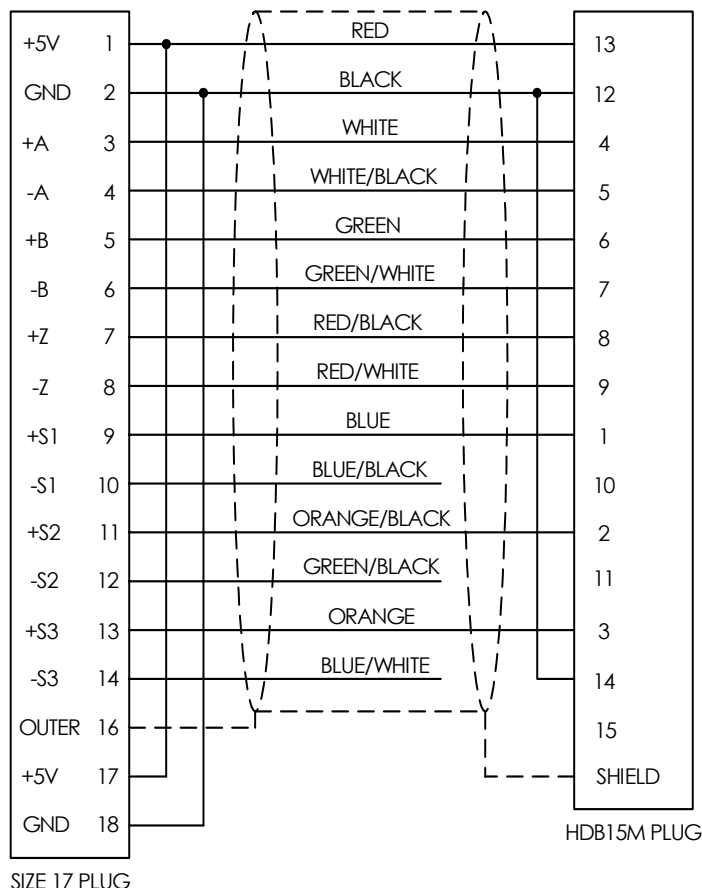 +5V 1 RED 13
GND 2 BLACK 12
+A 3 WHITE 4
-A 4 WHITE/BLACK 5
+B 5 GREEN 6
-B 6 GREEN/WHITE 7
+Z 7 RED/BLACK 8
-Z 8 RED/WHITE 9
+S1 9 BLUE 1
-S1 10 BLUE/BLACK 10
+S2 11 ORANGE/BLACK 2
-S2 12 GREEN/BLACK 11
+S3 13 ORANGE 3
-S3 14 BLUE/WHITE 14
OUTER 16 15
+5V 17 SHIELD
GND 18
HDB15M PLUG
SIZE 17 PLUG